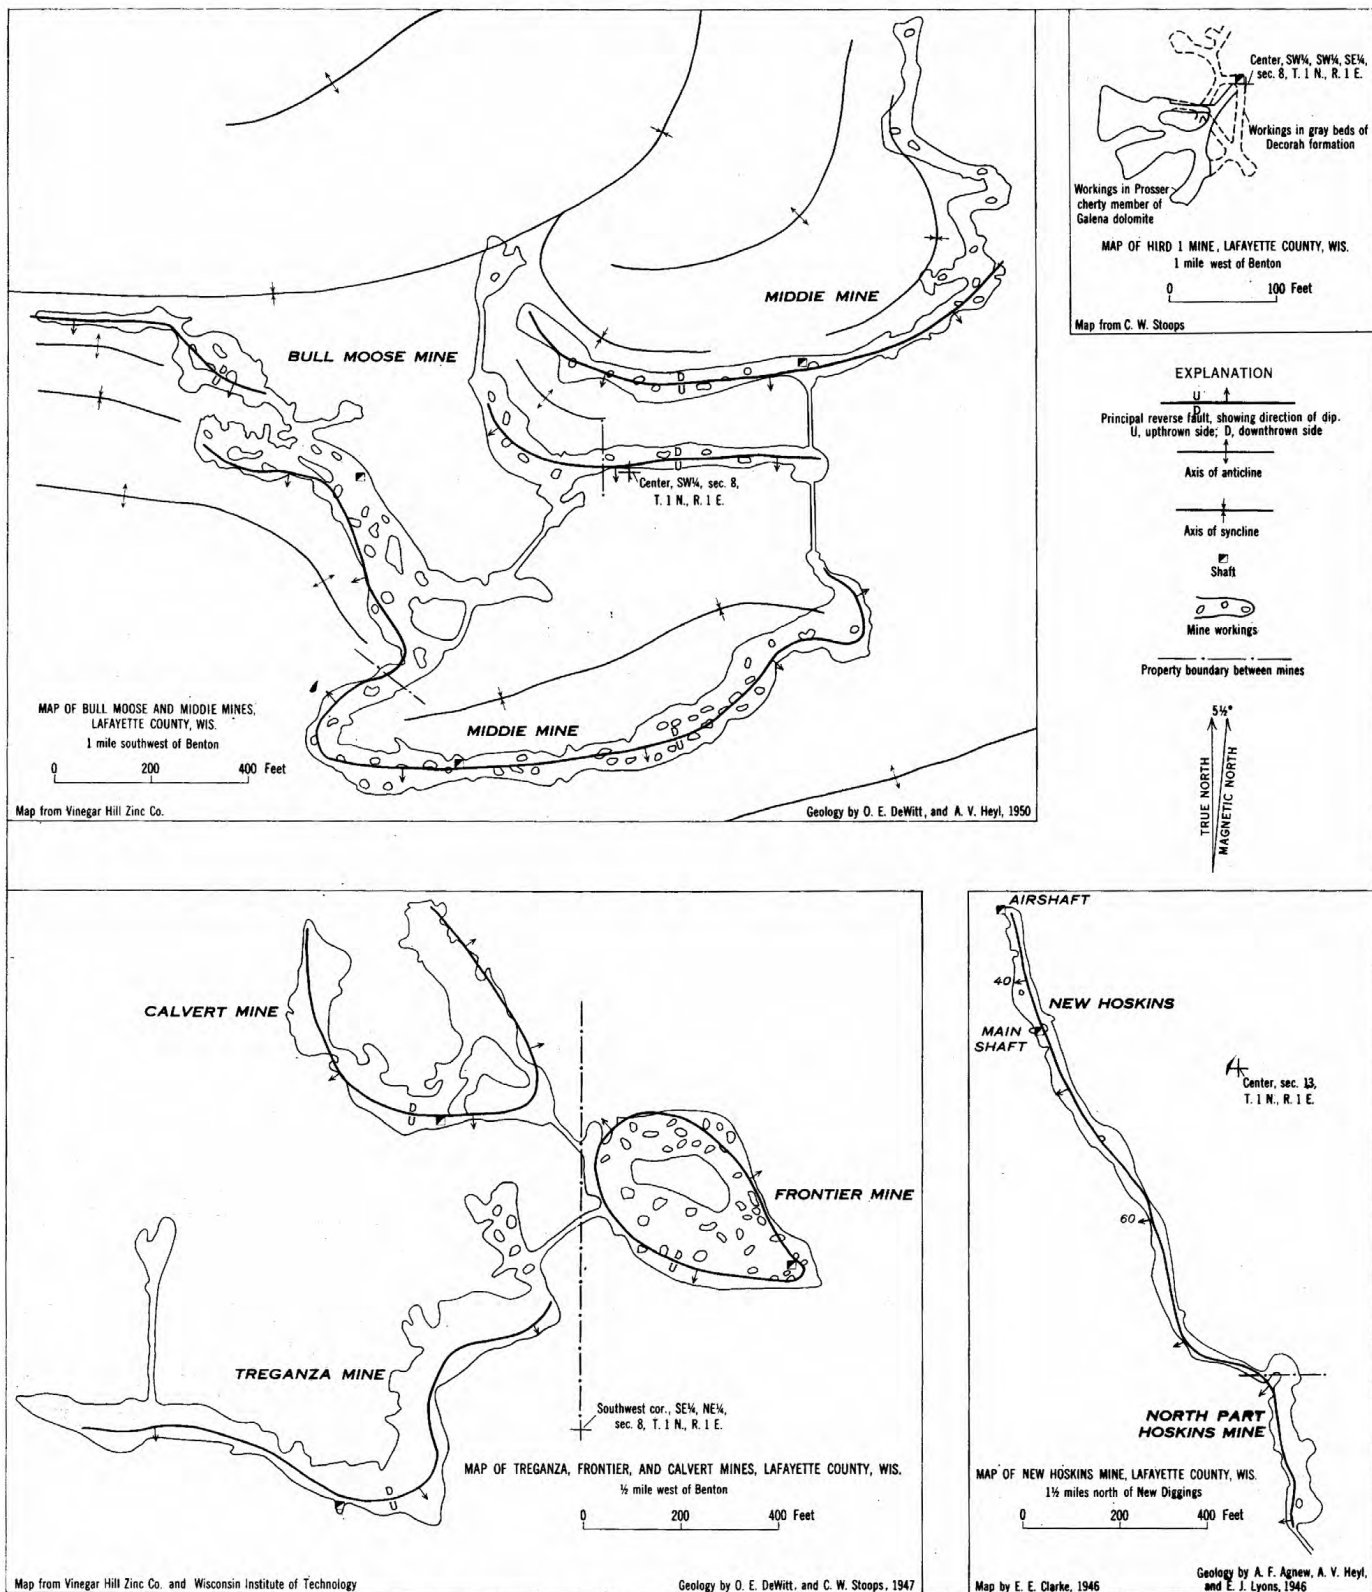 MIDDIE MINE
BULL MOOSE MINE
D
U
D
U
D
U
Center, SW¼, sec. 8,
T. 1 N., R. 1 E.
MIDDIE MINE
D
U
MAP OF BULL MOOSE AND MIDDIE MINES,
LAFAYETTE COUNTY, WIS.
1 mile southwest of Benton
0 200 400 Feet
Map from Vinegar Hill Zinc Co.
Geology by O. E. DeWitt, and A. V. Heyl, 1950
Center, SW¼, SW¼, SE¼,
sec. 8, T. 1 N., R. 1 E.
Workings in gray beds of
Decorah formation
Workings in Prosser
cherty member of
Galena dolomite
MAP OF HIRD 1 MINE, LAFAYETTE COUNTY, WIS.
1 mile west of Benton
0 100 Feet
Map from C. W. Stoops
EXPLANATION
U
D
Principal reverse fault, showing direction of dip.
U, upthrown side; D, downthrown side
Axis of anticline
Axis of syncline
Shaft
Mine workings
Property boundary between mines
5½°
TRUE NORTH
MAGNETIC NORTH
CALVERT MINE
D
U
FRONTIER MINE
D
U
TREGANZA MINE
D
U
Southwest cor., SE¼, NE¼,
sec. 8, T. 1 N., R. 1 E.
MAP OF TREGANZA, FRONTIER, AND CALVERT MINES, LAFAYETTE COUNTY, WIS.
½ mile west of Benton
0 200 400 Feet
Map from Vinegar Hill Zinc Co. and Wisconsin Institute of Technology
Geology by O. E. DeWitt, and C. W. Stoops, 1947
AIRSHAFT
40
NEW HOSKINS
MAIN
SHAFT
Center, sec. 13,
T. 1 N., R. 1 E.
60
NORTH PART
HOSKINS MINE
MAP OF NEW HOSKINS MINE, LAFAYETTE COUNTY, WIS.
1½ miles north of New Diggings
0 200 400 Feet
Map by E. E. Clarke, 1946
Geology by A. F. Agnew, A. V. Heyl,
and E. J. Lyons, 1946